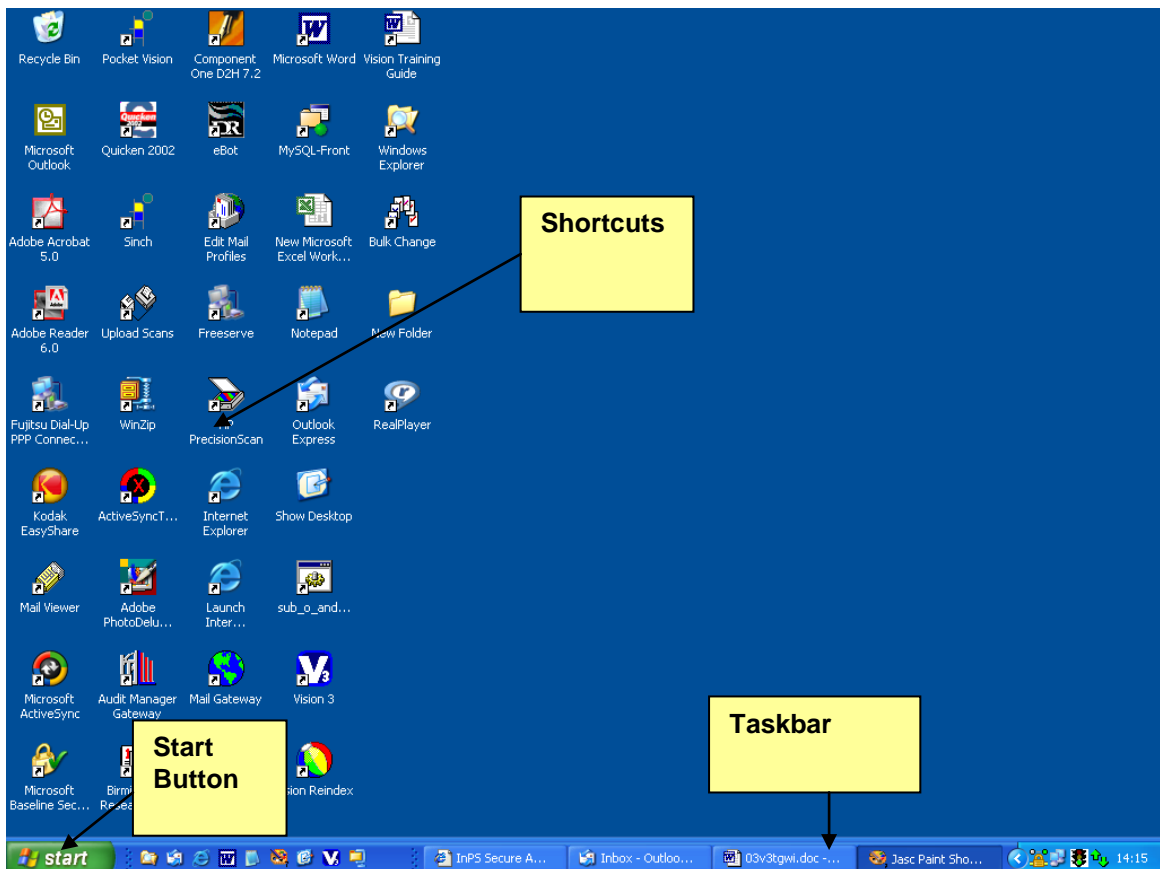 Recycle Bin
Pocket Vision
Component
One D2H 7.2
Microsoft Word
Vision Training
Guide
Microsoft
Outlook
Quicken 2002
eBot
MySQL-Front
Windows
Explorer
Adobe Acrobat
5.0
Sinch
Edit Mail
Profiles
New Microsoft
Excel Work...
Bulk Change
Shortcuts
Adobe Reader
6.0
Upload Scans
Freeserve
Notepad
New Folder
Fujitsu Dial-Up
PPP Connec...
WinZip
PrecisionScan
Outlook
Express
RealPlayer
Kodak
EasyShare
ActiveSyncT...
Internet
Explorer
Show Desktop
Mail Viewer
Adobe
PhotoDelu...
Launch
Inter...
sub_o_and...
Microsoft
ActiveSync
Audit Manager
Gateway
Mail Gateway
Vision 3
Start
Button
Taskbar
Microsoft
Baseline Sec...
Reindex
start
InPS Secure A...
Inbox - Outloo...
03v3tgwi.doc -...
Jasc Paint Sho...
14:15